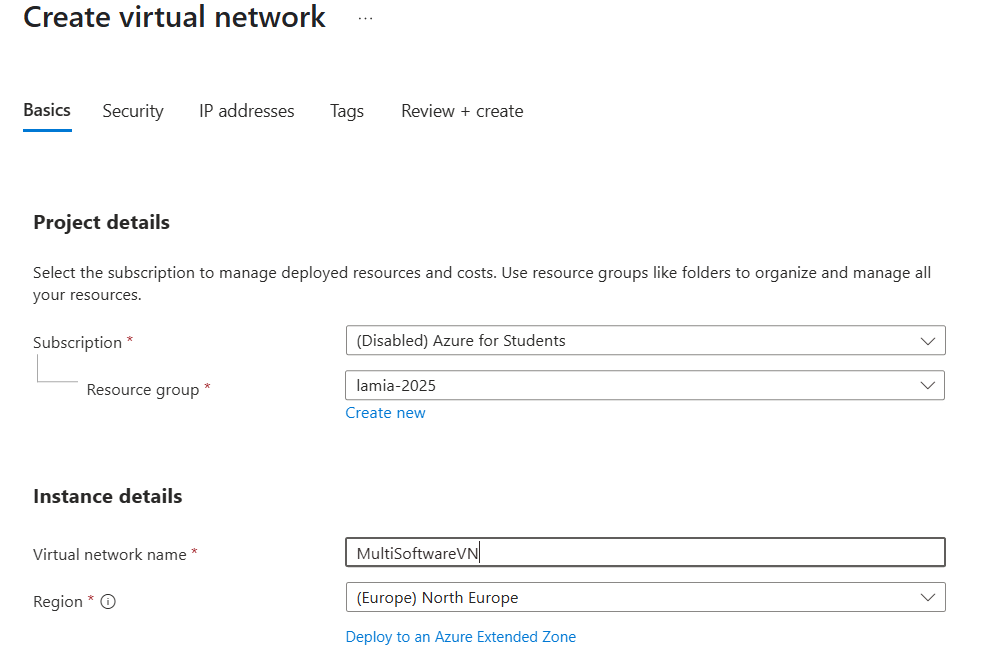 Create virtual network ...
Basics Security IP addresses Tags Review + create
Project details
Select the subscription to manage deployed resources and costs. Use resource groups like folders to organize and manage all
your resources.
Subscription * (Disabled) Azure for Students
Resource group * lamia-2025
Create new
Instance details
Virtual network name * MultiSoftwareVN
Region * (Europe) North Europe
Deploy to an Azure Extended Zone